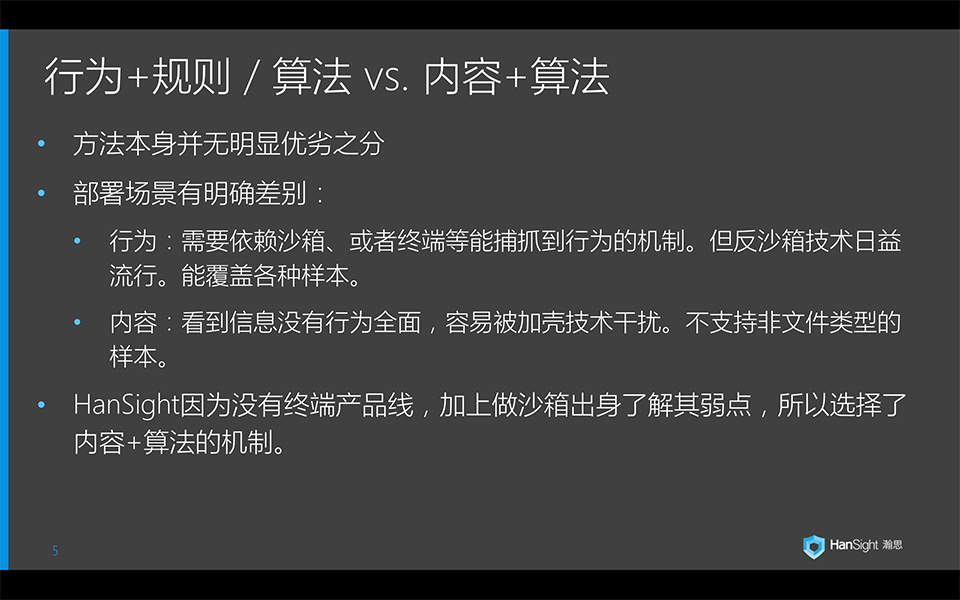 行为+规则 / 算法 vs. 内容+算法
• 方法本身并无明显优劣之分
• 部署场景有明确差别：
• 行为：需要依赖沙箱、或者终端等能捕抓到行为的机制。但反沙箱技术日益
流行。能覆盖各种样本。
• 内容：看到信息没有行为全面，容易被加壳技术干扰。不支持非文件类型的
样本。
• HanSight因为没有终端产品线，加上做沙箱出身了解其弱点，所以选择了
内容+算法的机制。
5
HanSight 瀚思